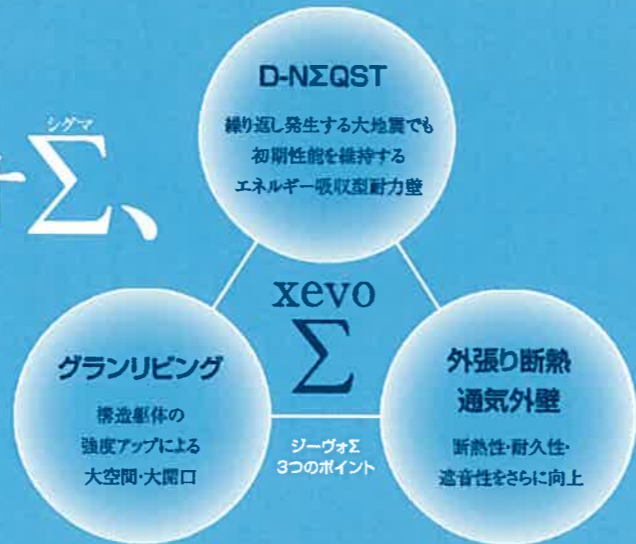 シグマ
Σ、
D-NΣQST
繰り返し発生する大地震でも
初期性能を維持する
エネルギー吸収型耐力壁
xevo
Σ
グランリビング
構造躯体の
強度アップによる
大空間・大開口
ジーヴォΣ
3つのポイント
外張り断熱
通気外壁
断熱性・耐久性・
遮音性をさらに向上